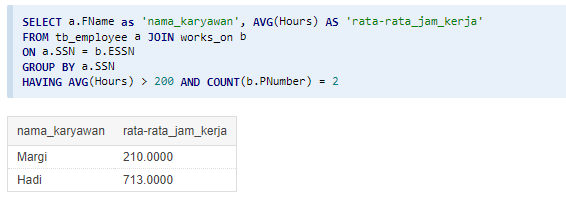 SELECT a.FName as 'nama_karyawan', AVG(Hours) AS 'rata-rata_jam_kerja'
FROM tb_employee a JOIN works_on b
ON a.SSN = b.ESSN
GROUP BY a.SSN
HAVING AVG(Hours) > 200 AND COUNT(b.PNumber) = 2
nama_karyawan rata-rata_jam_kerja
Margi 210.0000
Hadi 713.0000